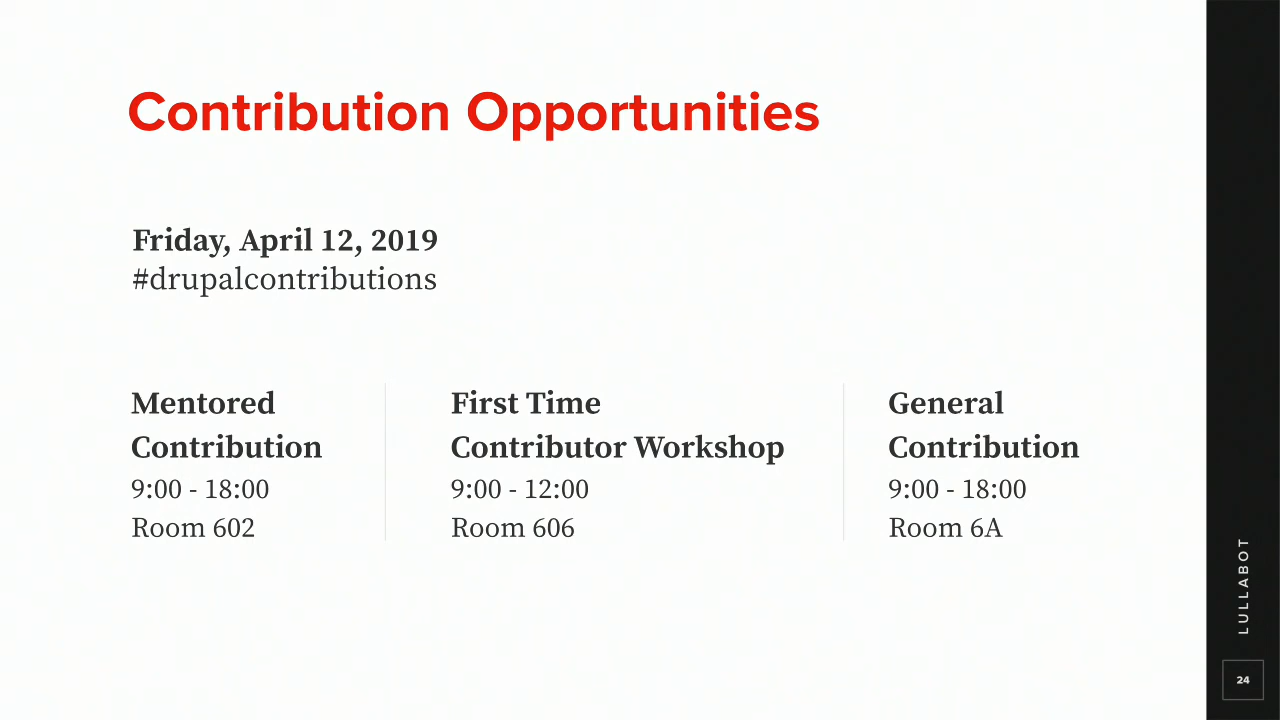 Contribution Opportunities
Friday, April 12, 2019
#drupalcontributions
Mentored
Contribution
9:00 - 18:00
Room 602
First Time
Contributor Workshop
9:00 - 12:00
Room 606
General
Contribution
9:00 - 18:00
Room 6A
LULLABOT
24